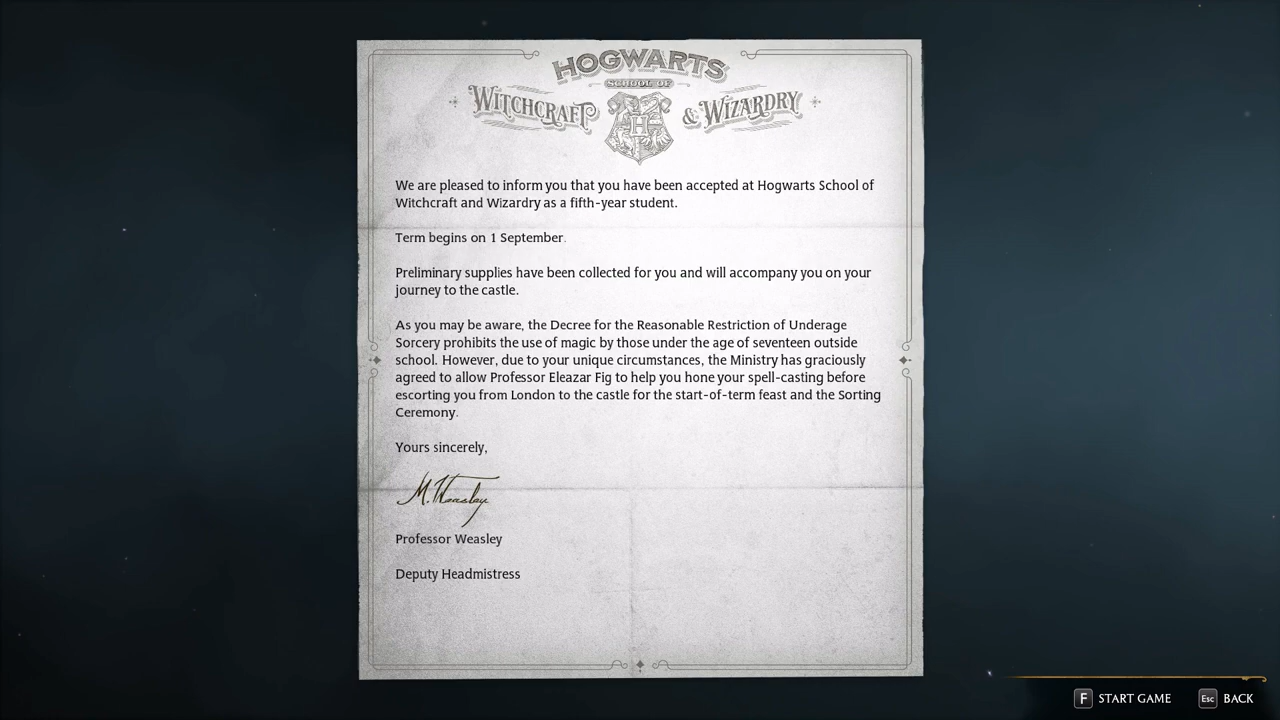 HOGWARTS
SCHOOL OF
WITCHCRAFT & WIZARDRY
H
We are pleased to inform you that you have been accepted at Hogwarts School of
Witchcraft and Wizardry as a fifth-year student.
Term begins on 1 September.
Preliminary supplies have been collected for you and will accompany you on your
journey to the castle.
As you may be aware, the Decree for the Reasonable Restriction of Underage
Sorcery prohibits the use of magic by those under the age of seventeen outside
school. However, due to your unique circumstances, the Ministry has graciously
agreed to allow Professor Eleazar Fig to help you hone your spell-casting before
escorting you from London to the castle for the start-of-term feast and the Sorting
Ceremony.
Yours sincerely,
M. Weasley
Professor Weasley
Deputy Headmistress
F START GAME Esc BACK